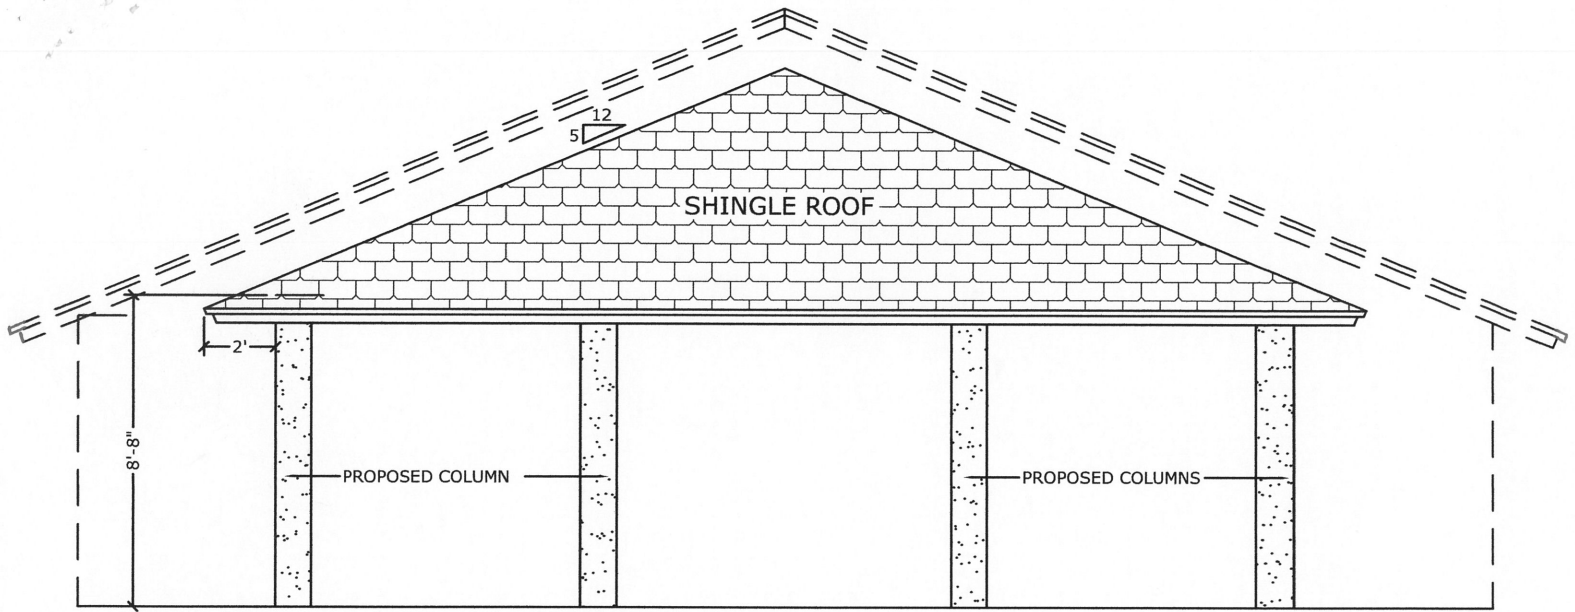 12
5
SHINGLE ROOF
2'
8'-8"
PROPOSED COLUMN
PROPOSED COLUMNS